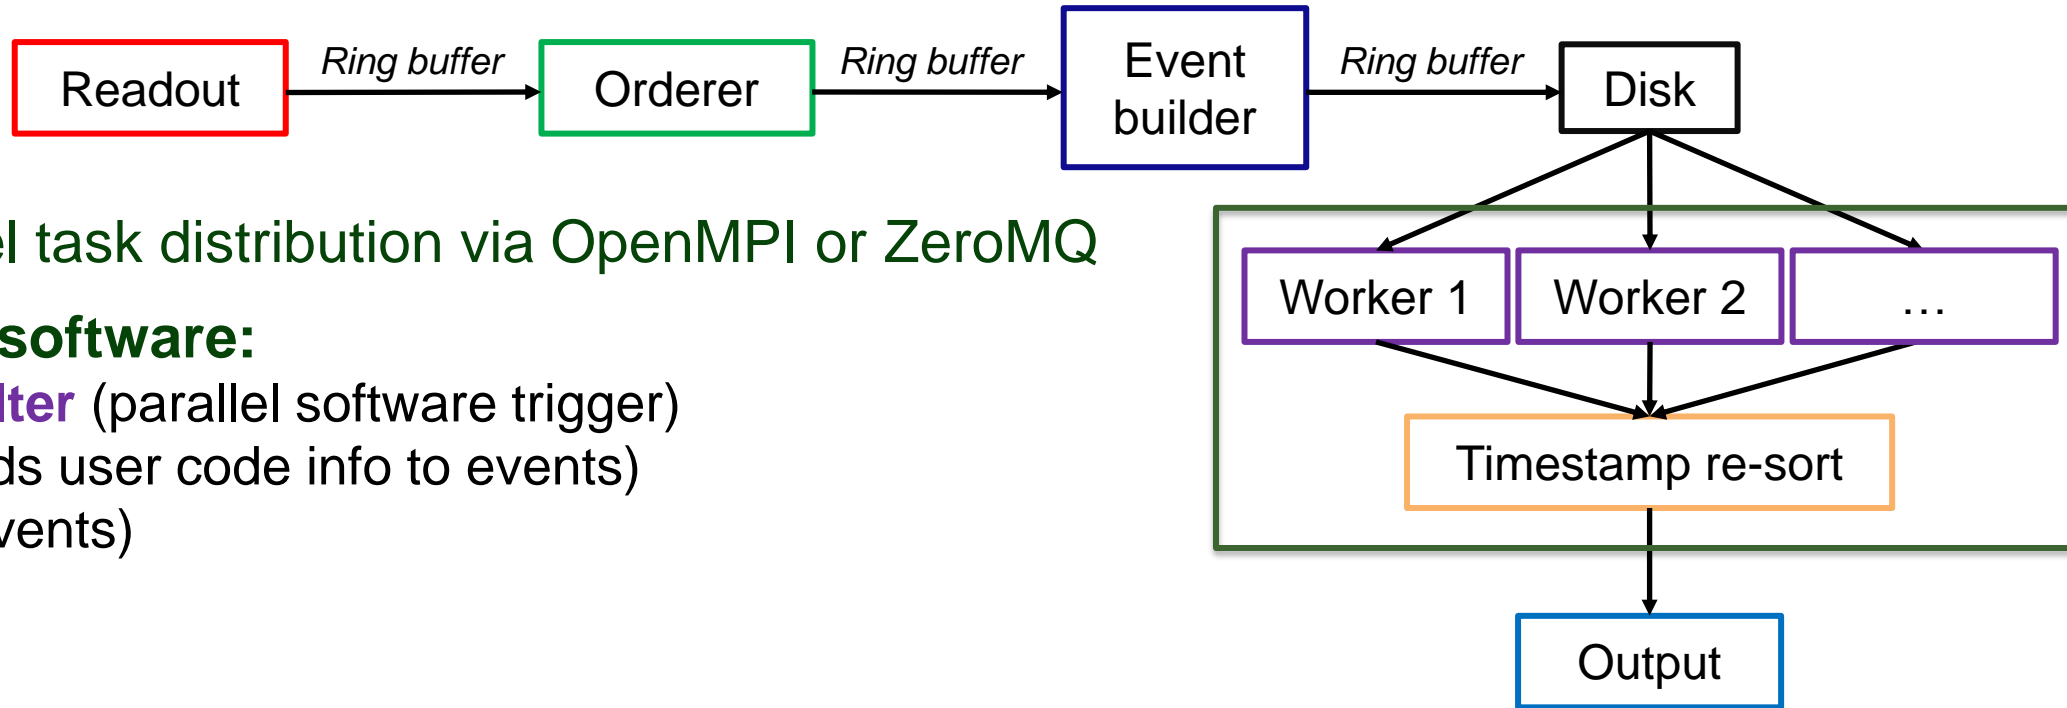 Readout
Ring buffer
Orderer
Ring buffer
Event
builder
Ring buffer
Disk
el task distribution via OpenMPI or ZeroMQ
software:
lter (parallel software trigger)
ds user code info to events)
vents)
Worker 1
Worker 2
…
Timestamp re-sort
Output